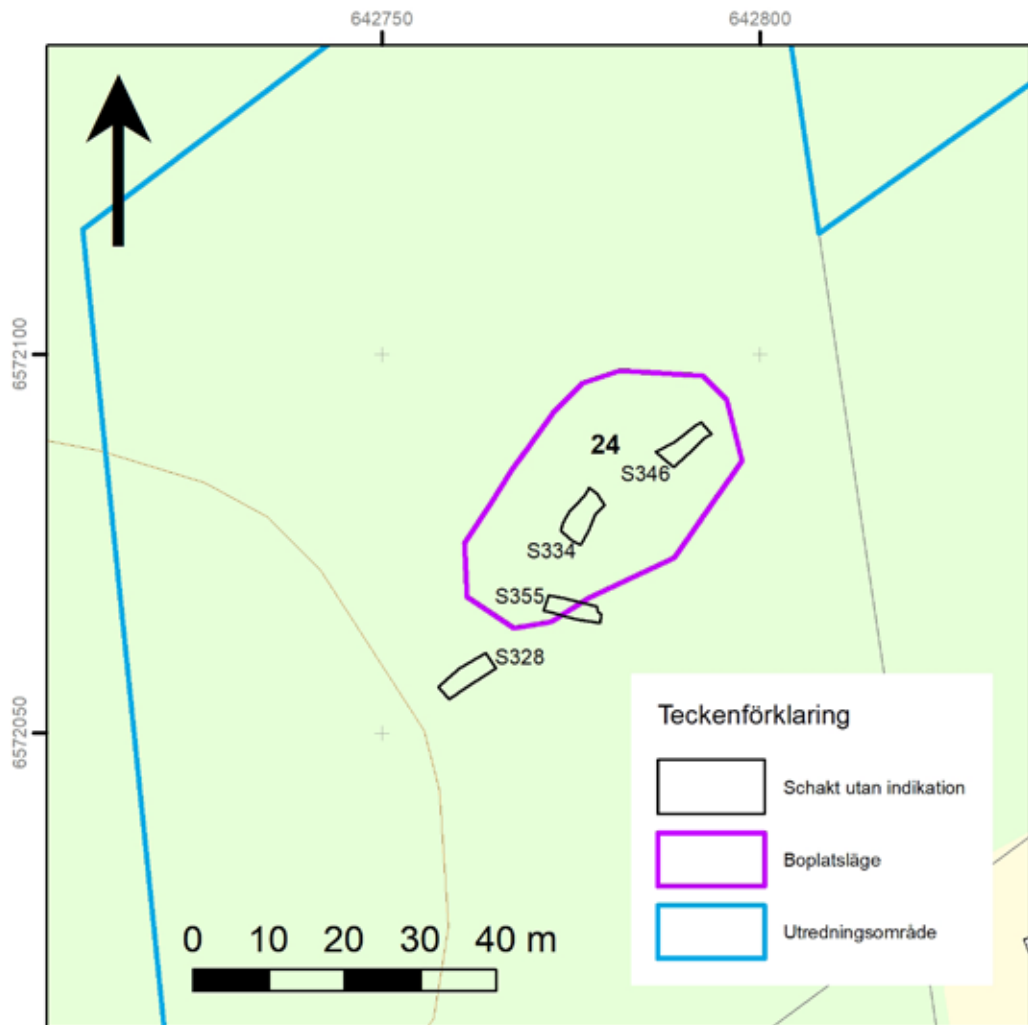 642750
642800
6572100
24
S346
S334
S355
S328
6572050
Teckenförklaring
Schakt utan indikation
Boplatsläge
Utredningsområde
0 10 20 30 40 m